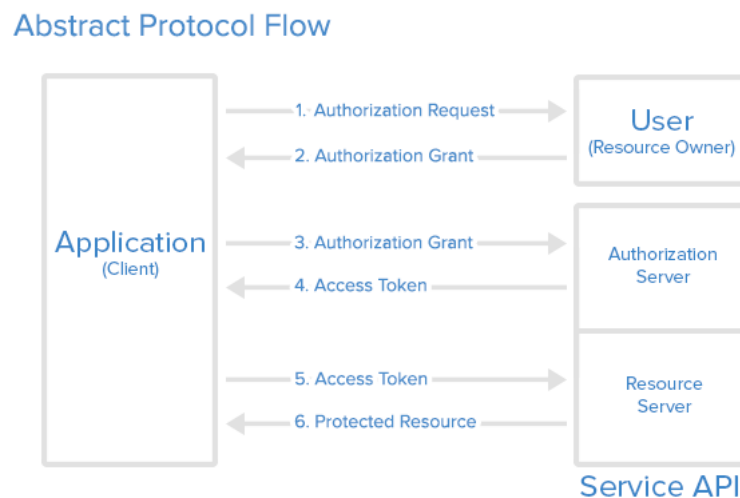 Abstract Protocol Flow
1. Authorization Request
User
(Resource Owner)
2. Authorization Grant
Application
(Client)
3. Authorization Grant
Authorization
Server
4. Access Token
5. Access Token
Resource
Server
6. Protected Resource
Service API